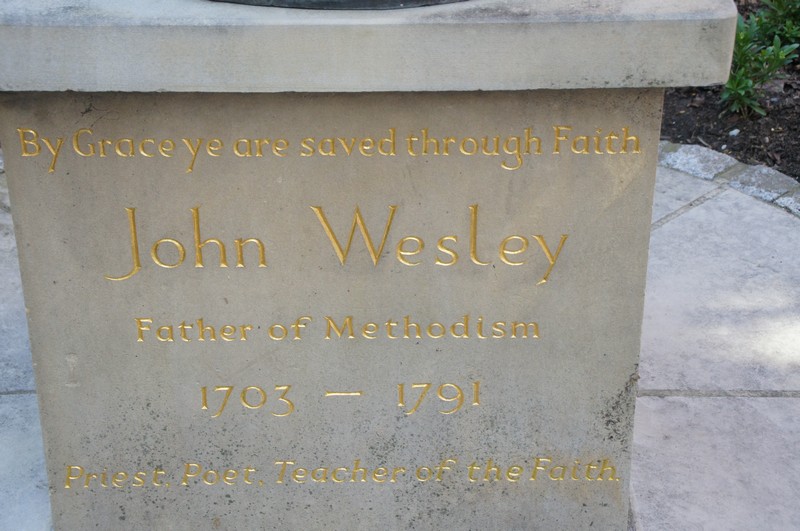 By Grace ye are saved through Faith
John Wesley
Father of Methodism
1703 — 1791
Priest, Poet, Teacher of the Faith.